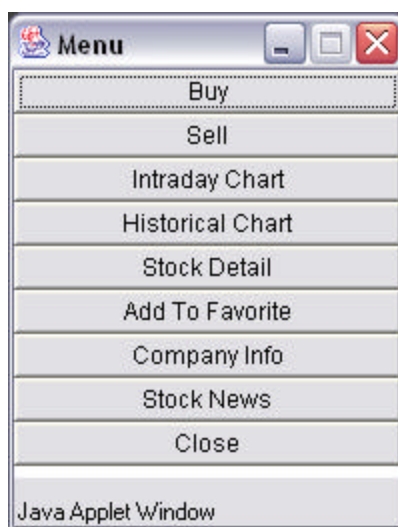 Menu
Buy
Sell
Intraday Chart
Historical Chart
Stock Detail
Add To Favorite
Company Info
Stock News
Close
Java Applet Window